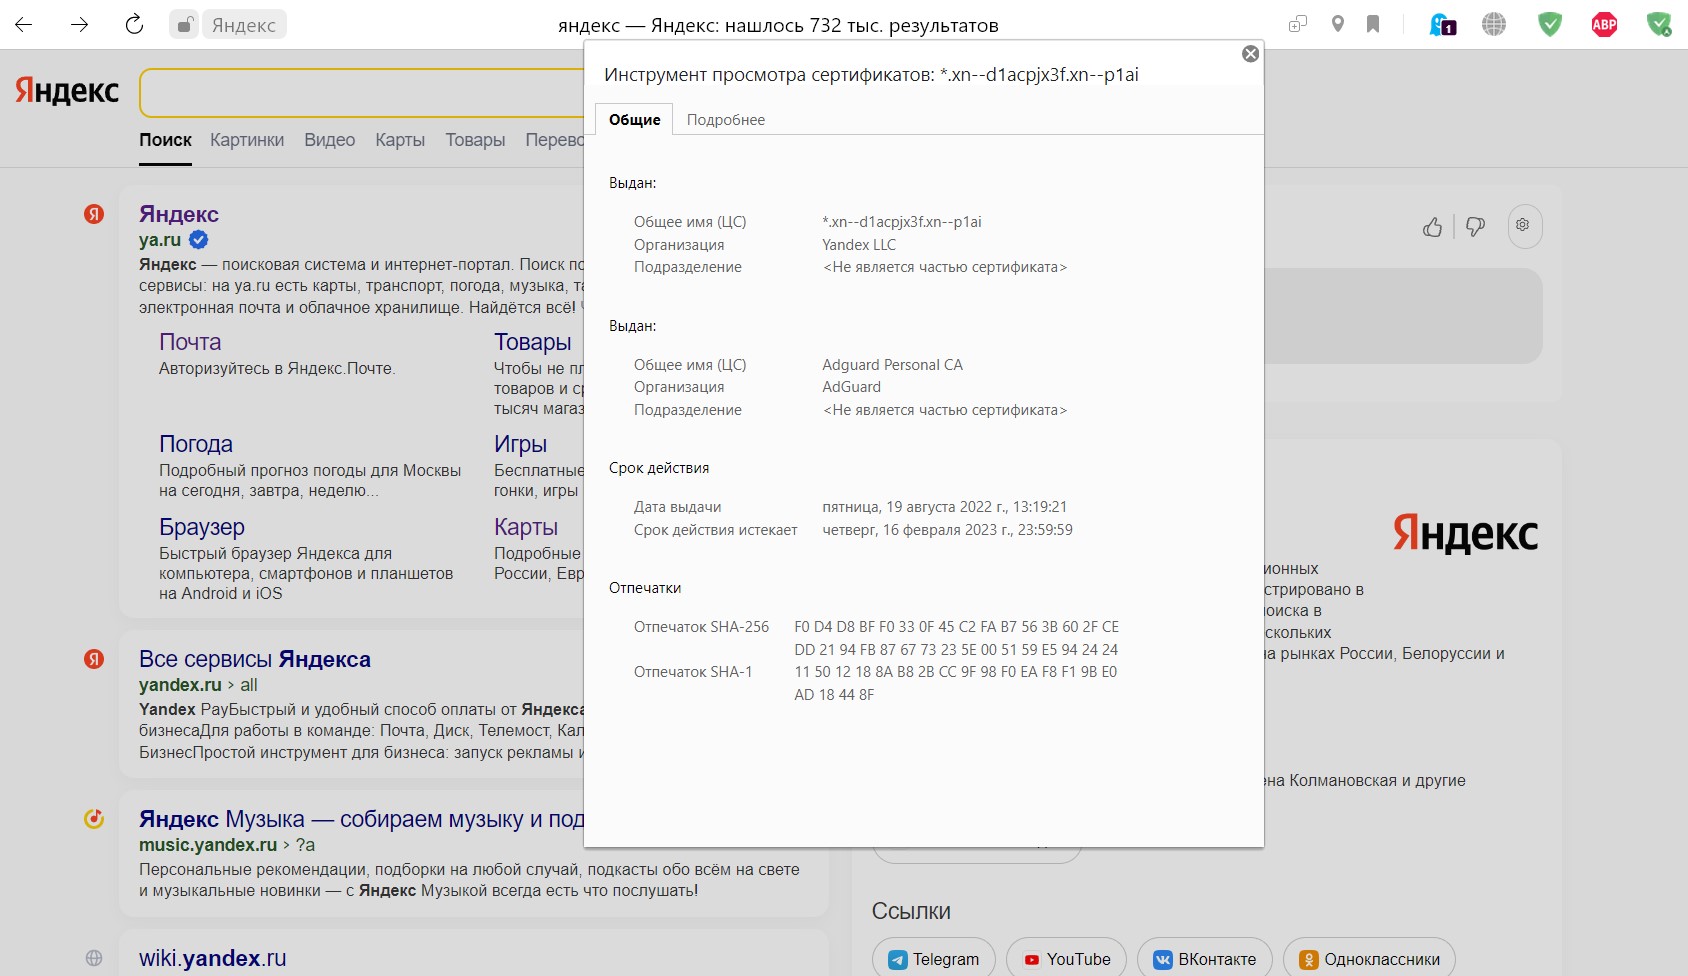 Яндекс
яндекс — Яндекс: нашлось 732 тыс. результатов
1
ABP
Яндекс
Поиск Картинки Видео Карты Товары Перево
Я
Яндекс
ya.ru
Яндекс — поисковая система и интернет-портал. Поиск по
сервисы: на ya.ru есть карты, транспорт, погода, музыка, та
электронная почта и облачное хранилище. Найдётся всё!
Почта
Авторизуйтесь в Яндекс.Почте.
Товары
Чтобы не пл
товаров и ср
тысяч магаз
Погода
Подробный прогноз погоды для Москвы
на сегодня, завтра, неделю...
Игры
Бесплатные
гонки, игры
Браузер
Быстрый браузер Яндекса для
компьютера, смартфонов и планшетов
на Android и iOS
Карты
Подробные
России, Евр
Я
Все сервисы Яндекса
yandex.ru › all
Yandex PayБыстрый и удобный способ оплаты от Яндекса
бизнесаДля работы в команде: Почта, Диск, Телемост, Кал
БизнесПростой инструмент для бизнеса: запуск рекламы и
Яндекс Музыка — собираем музыку и под
music.yandex.ru › ?a
Персональные рекомендации, подборки на любой случай, подкасты обо всём на свете
и музыкальные новинки — с Яндекс Музыкой всегда есть что послушать!
wiki.yandex.ru
Инструмент просмотра сертификатов: *.xn--d1acpjx3f.xn--p1ai
Общие Подробнее
Выдан:
Общее имя (ЦС) *.xn--d1acpjx3f.xn--p1ai
Организация Yandex LLC
Подразделение <Не является частью сертификата>
Выдан:
Общее имя (ЦС) Adguard Personal CA
Организация AdGuard
Подразделение <Не является частью сертификата>
Срок действия
Дата выдачи пятница, 19 августа 2022 г., 13:19:21
Срок действия истекает четверг, 16 февраля 2023 г., 23:59:59
Отпечатки
Отпечаток SHA-256 F0 D4 D8 BF F0 33 0F 45 C2 FA B7 56 3B 60 2F CE
DD 21 94 FB 87 67 73 23 5E 00 51 59 E5 94 24 24
Отпечаток SHA-1 11 50 12 18 8A B8 2B CC 9F 98 F0 EA F8 F1 9B E0
AD 18 44 8F
Яндекс
ионных
стрировано в
поиска в
скольких
на рынках России, Белоруссии и
ена Колмановская и другие
Ссылки
Telegram YouTube ВКонтакте Одноклассники